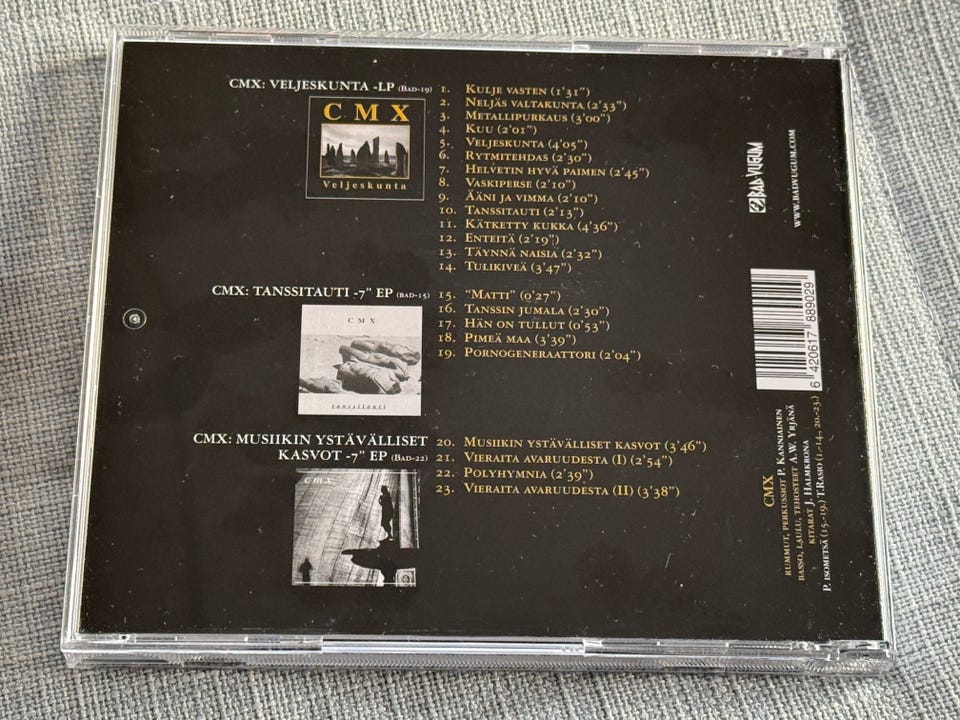 CMX: VELJESKUNTA -LP (BAD-19)
CMX
Veljeskunta
1. KULJE VASTEN (1'31")
2. NELJÄS VALTAKUNTA (2'33")
3. METALLIPURKAUS (3'00")
4. KUU (2'01")
5. VELJESKUNTA (4'05")
6. RYTMITEHDAS (2'30")
7. HELVETIN HYVÄ PAIMEN (2'45")
8. VASKIPERSE (2'10")
9. ÄÄNI JA VIMMA (2'10")
10. TANSSITAUTI (2'13")
11. KÄTKETTY KUKKA (4'36")
12. ENTEITÄ (2'19")
13. TÄYNNÄ NAISIA (2'32")
14. TULIKIVEÄ (3'47")
CMX: TANSSITAUTI -7" EP (BAD-15)
CMX
tanssitauti
15. "MATTI" (0'27")
16. TANSSIN JUMALA (2'30")
17. HÄN ON TULLUT (0'53")
18. PIMEÄ MAA (3'39")
19. PORNOGENERAATTORI (2'04")
CMX: MUSIIKIN YSTÄVÄLLISET
KASVOT -7" EP (BAD-22)
cmx
20. MUSIIKIN YSTÄVÄLLISET KASVOT (3'46")
21. VIERAITA AVARUUDESTA (I) (2'54")
22. POLYHYMNIA (2'39")
23. VIERAITA AVARUUDESTA (II) (3'38")
BAD-VUGUM
WWW.BADVUGUM.COM
6 420617 889029
CMX
RUMMUT, PERKUSSIOT P. KANNIAINEN
BASSO, LAULU, TEHOSTEET A.W. YRJÄNÄ
KITARAT J. HALMKRONA
P. ISOMETSÄ (15.-19.) T.RASIO (1.-14., 20.-23.)